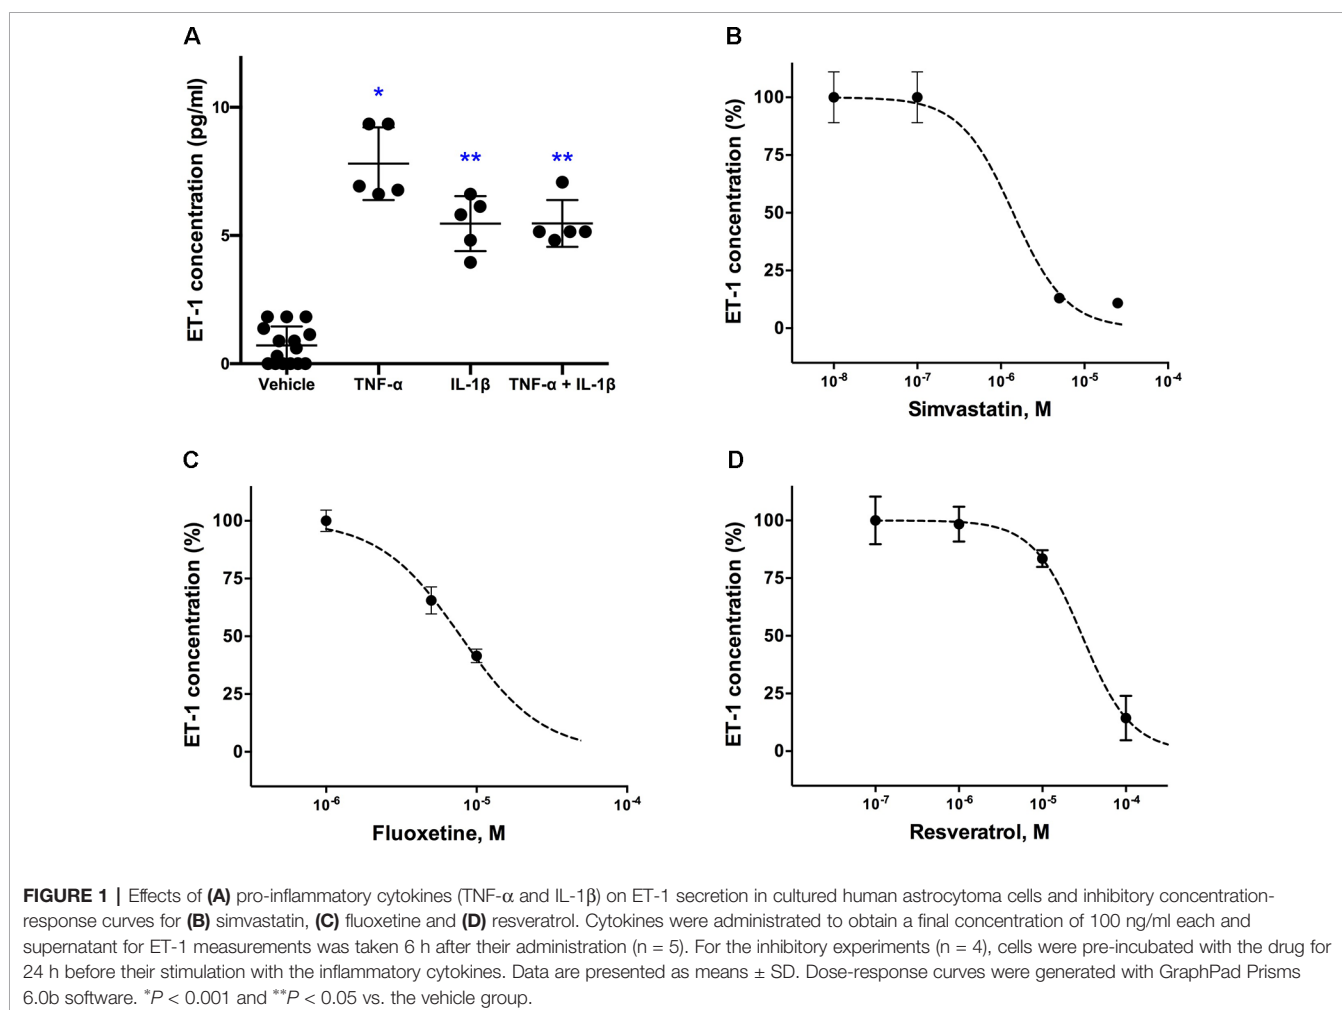 A
ET-1 concentration (pg/ml)
10
5
0
*
**
**
Vehicle
TNF-α
IL-1β
TNF-α + IL-1β
B
ET-1 concentration (%)
100
75
50
25
0
10-8
10-7
10-6
10-5
10-4
Simvastatin, M
C
ET-1 concentration (%)
100
75
50
25
0
10-6
10-5
10-4
Fluoxetine, M
D
ET-1 concentration (%)
100
75
50
25
0
10-7
10-6
10-5
10-4
Resveratrol, M
FIGURE 1 | Effects of (A) pro-inflammatory cytokines (TNF-α and IL-1β) on ET-1 secretion in cultured human astrocytoma cells and inhibitory concentration-
response curves for (B) simvastatin, (C) fluoxetine and (D) resveratrol. Cytokines were administrated to obtain a final concentration of 100 ng/ml each and
supernatant for ET-1 measurements was taken 6 h after their administration (n = 5). For the inhibitory experiments (n = 4), cells were pre-incubated with the drug for
24 h before their stimulation with the inflammatory cytokines. Data are presented as means ± SD. Dose-response curves were generated with GraphPad Prisms
6.0b software. *P < 0.001 and **P < 0.05 vs. the vehicle group.